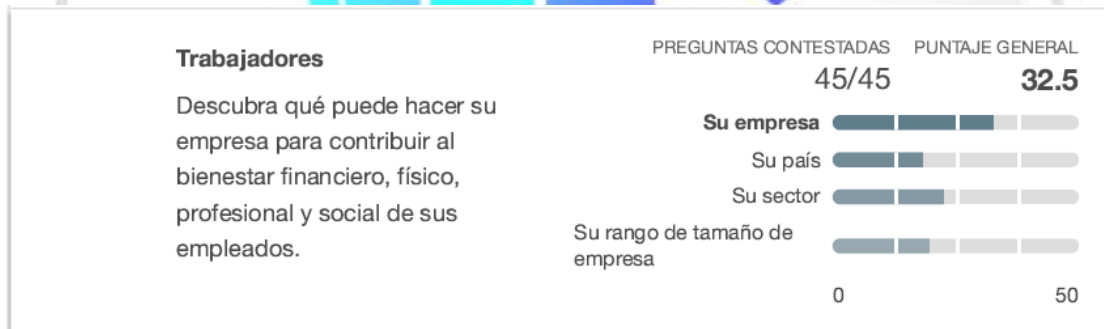 Trabajadores
Descubra qué puede hacer su
empresa para contribuir al
bienestar financiero, físico,
profesional y social de sus
empleados.
PREGUNTAS CONTESTADAS PUNTAJE GENERAL
45/45 32.5
Su empresa
Su país
Su sector
Su rango de tamaño de
empresa
0 50